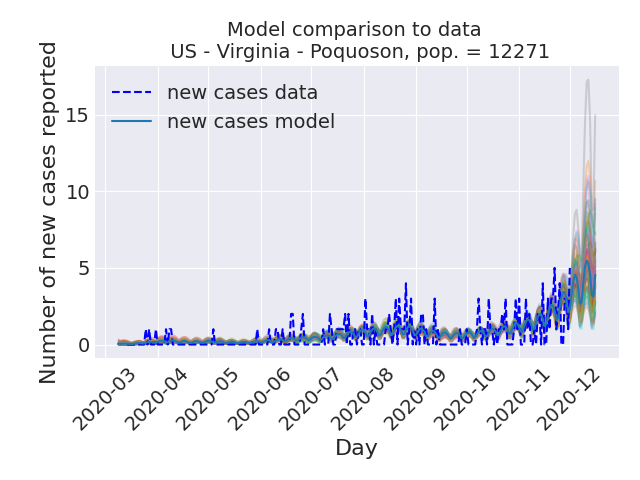 Model comparison to data
US - Virginia - Poquoson, pop. = 12271
new cases data
new cases model
Number of new cases reported
15
10
5
0
2020-03
2020-04
2020-05
2020-06
2020-07
2020-08
2020-09
2020-10
2020-11
2020-12
Day